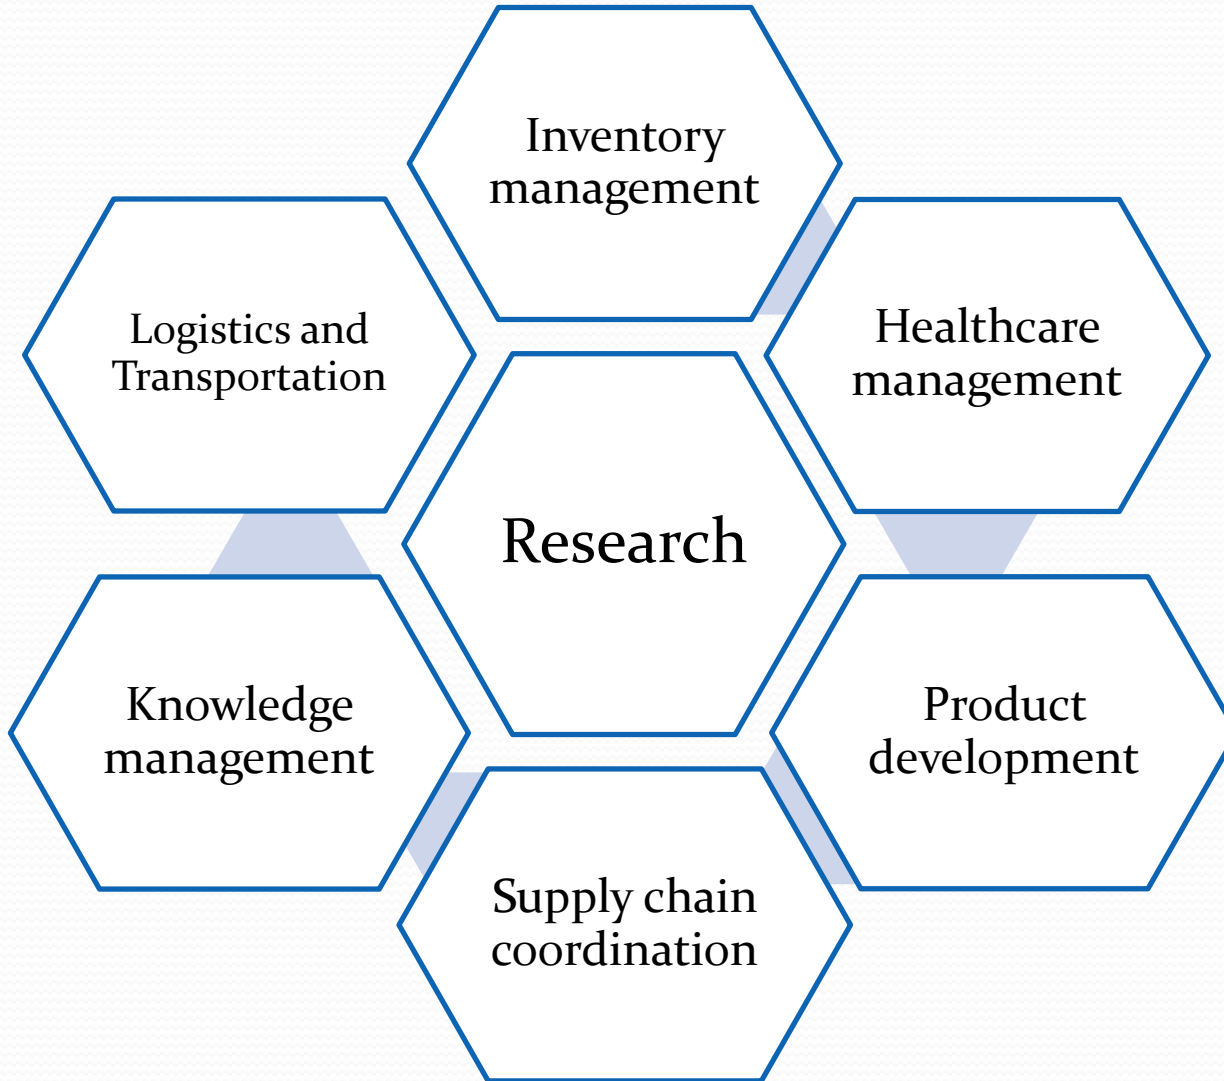 Inventory
management
Logistics and
Transportation
Healthcare
management
Research
Knowledge
management
Product
development
Supply chain
coordination